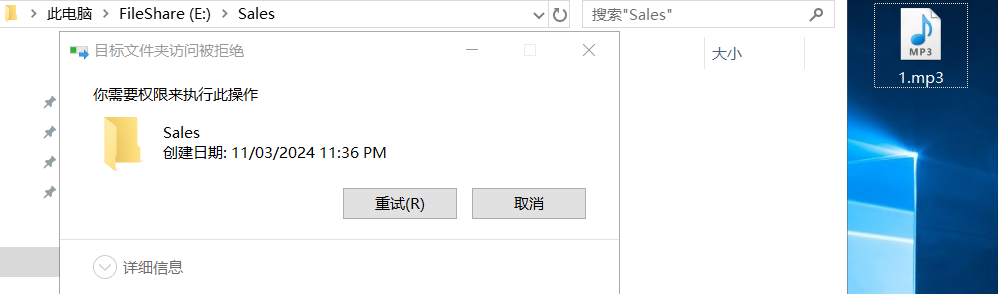 此电脑 > FileShare (E:) > Sales
搜索"Sales"
目标文件夹访问被拒绝
大小
你需要权限来执行此操作
Sales
创建日期: 11/03/2024 11:36 PM
重试(R)
取消
详细信息
MP3
1.mp3